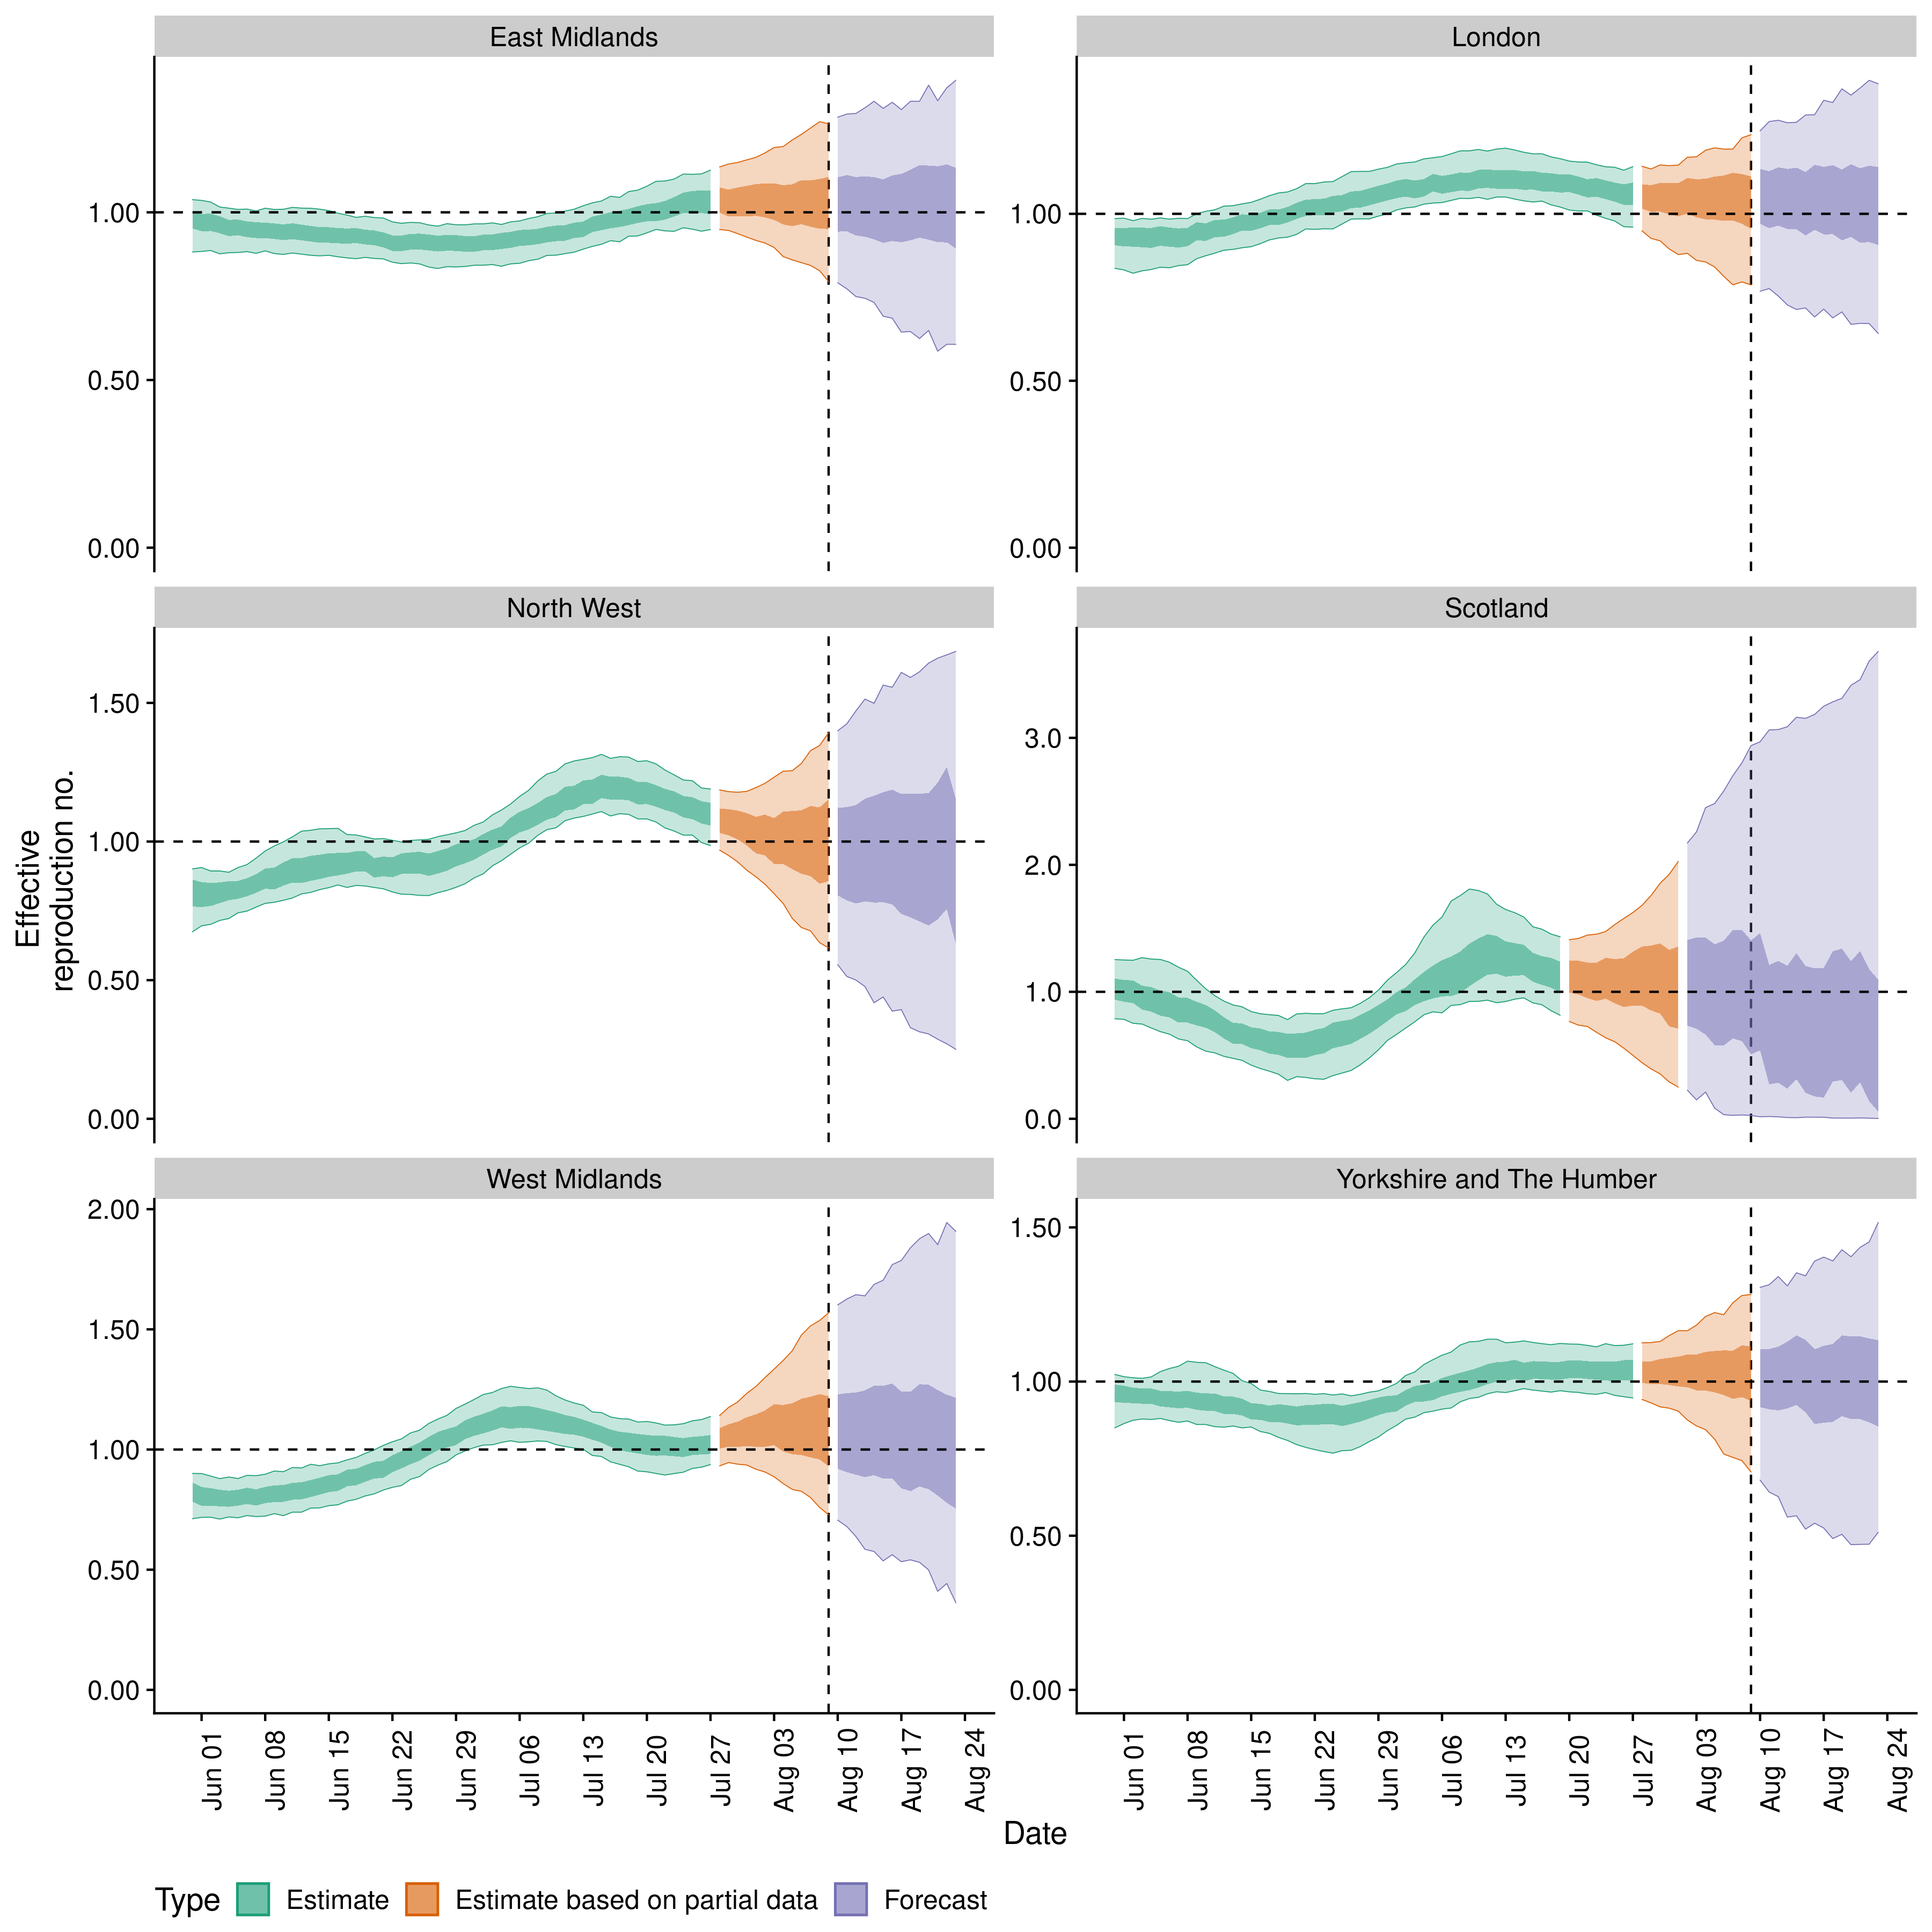 East Midlands
London
1.00
0.50
0.00
1.00
0.50
0.00
North West
Scotland
Effective
reproduction no.
1.50
1.00
0.50
0.00
3.0
2.0
1.0
0.0
West Midlands
Yorkshire and The Humber
2.00
1.50
1.00
0.50
0.00
1.50
1.00
0.50
0.00
Jun 01
Jun 08
Jun 15
Jun 22
Jun 29
Jul 06
Jul 13
Jul 20
Jul 27
Aug 03
Aug 10
Aug 17
Aug 24
Jun 01
Jun 08
Jun 15
Jun 22
Jun 29
Jul 06
Jul 13
Jul 20
Jul 27
Aug 03
Aug 10
Aug 17
Aug 24
Date
Type Estimate Estimate based on partial data Forecast